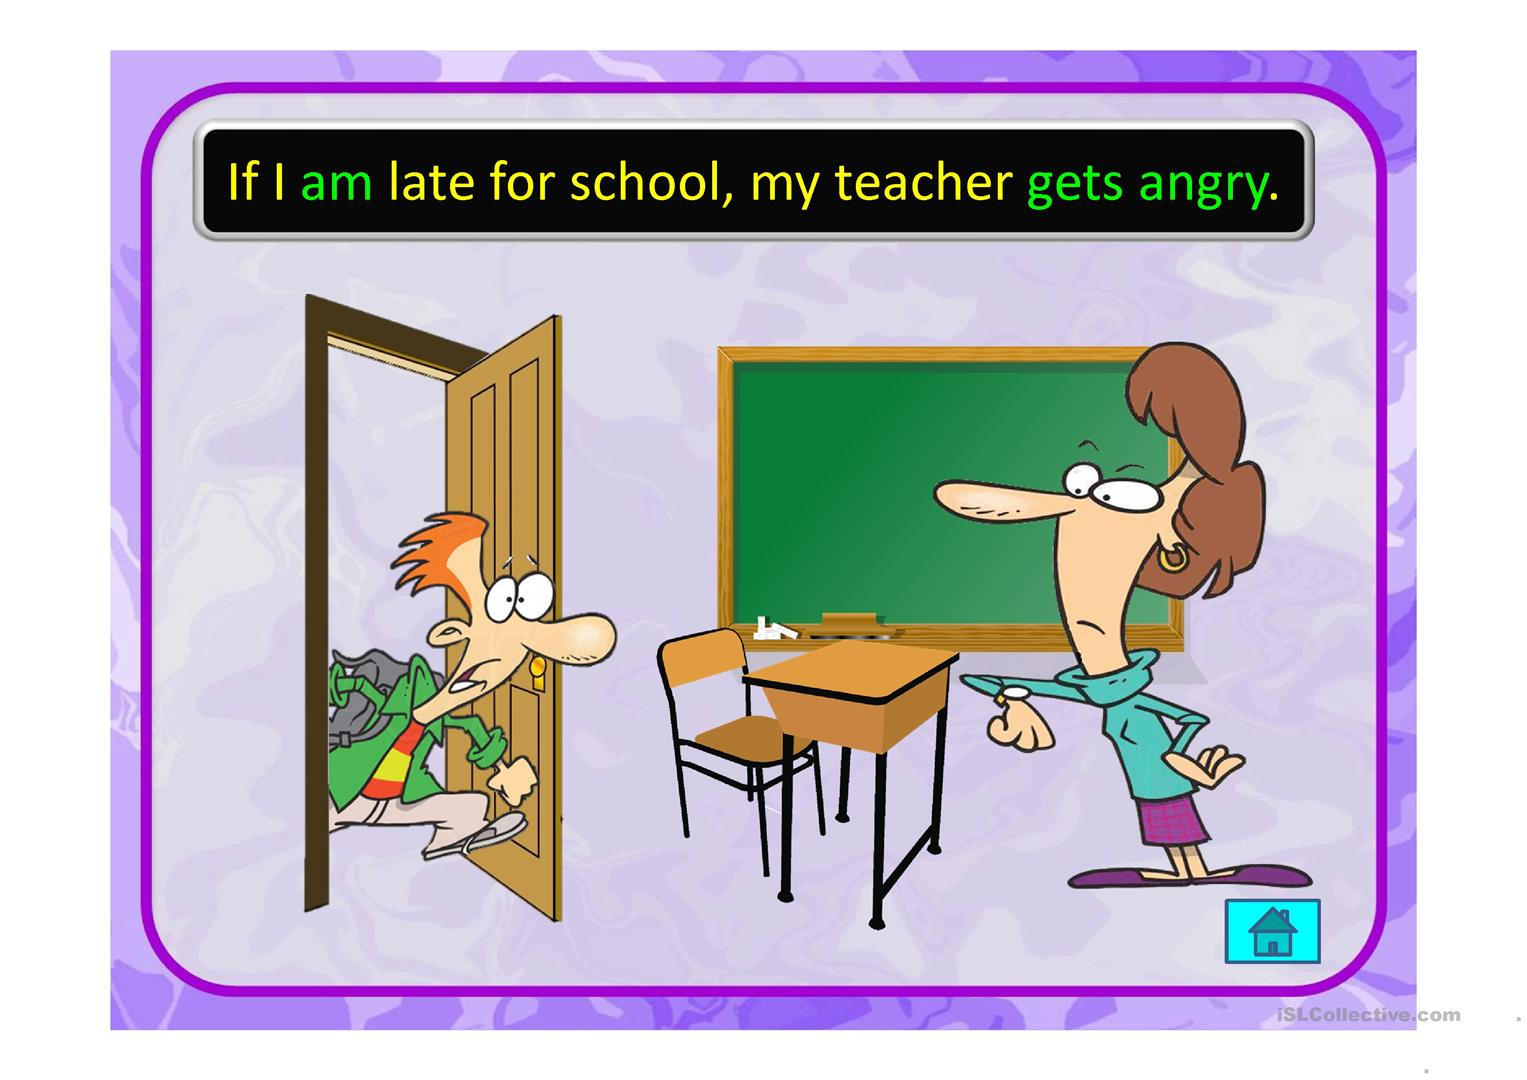 If I am late for school, my teacher gets angry.
iSLCollective.com